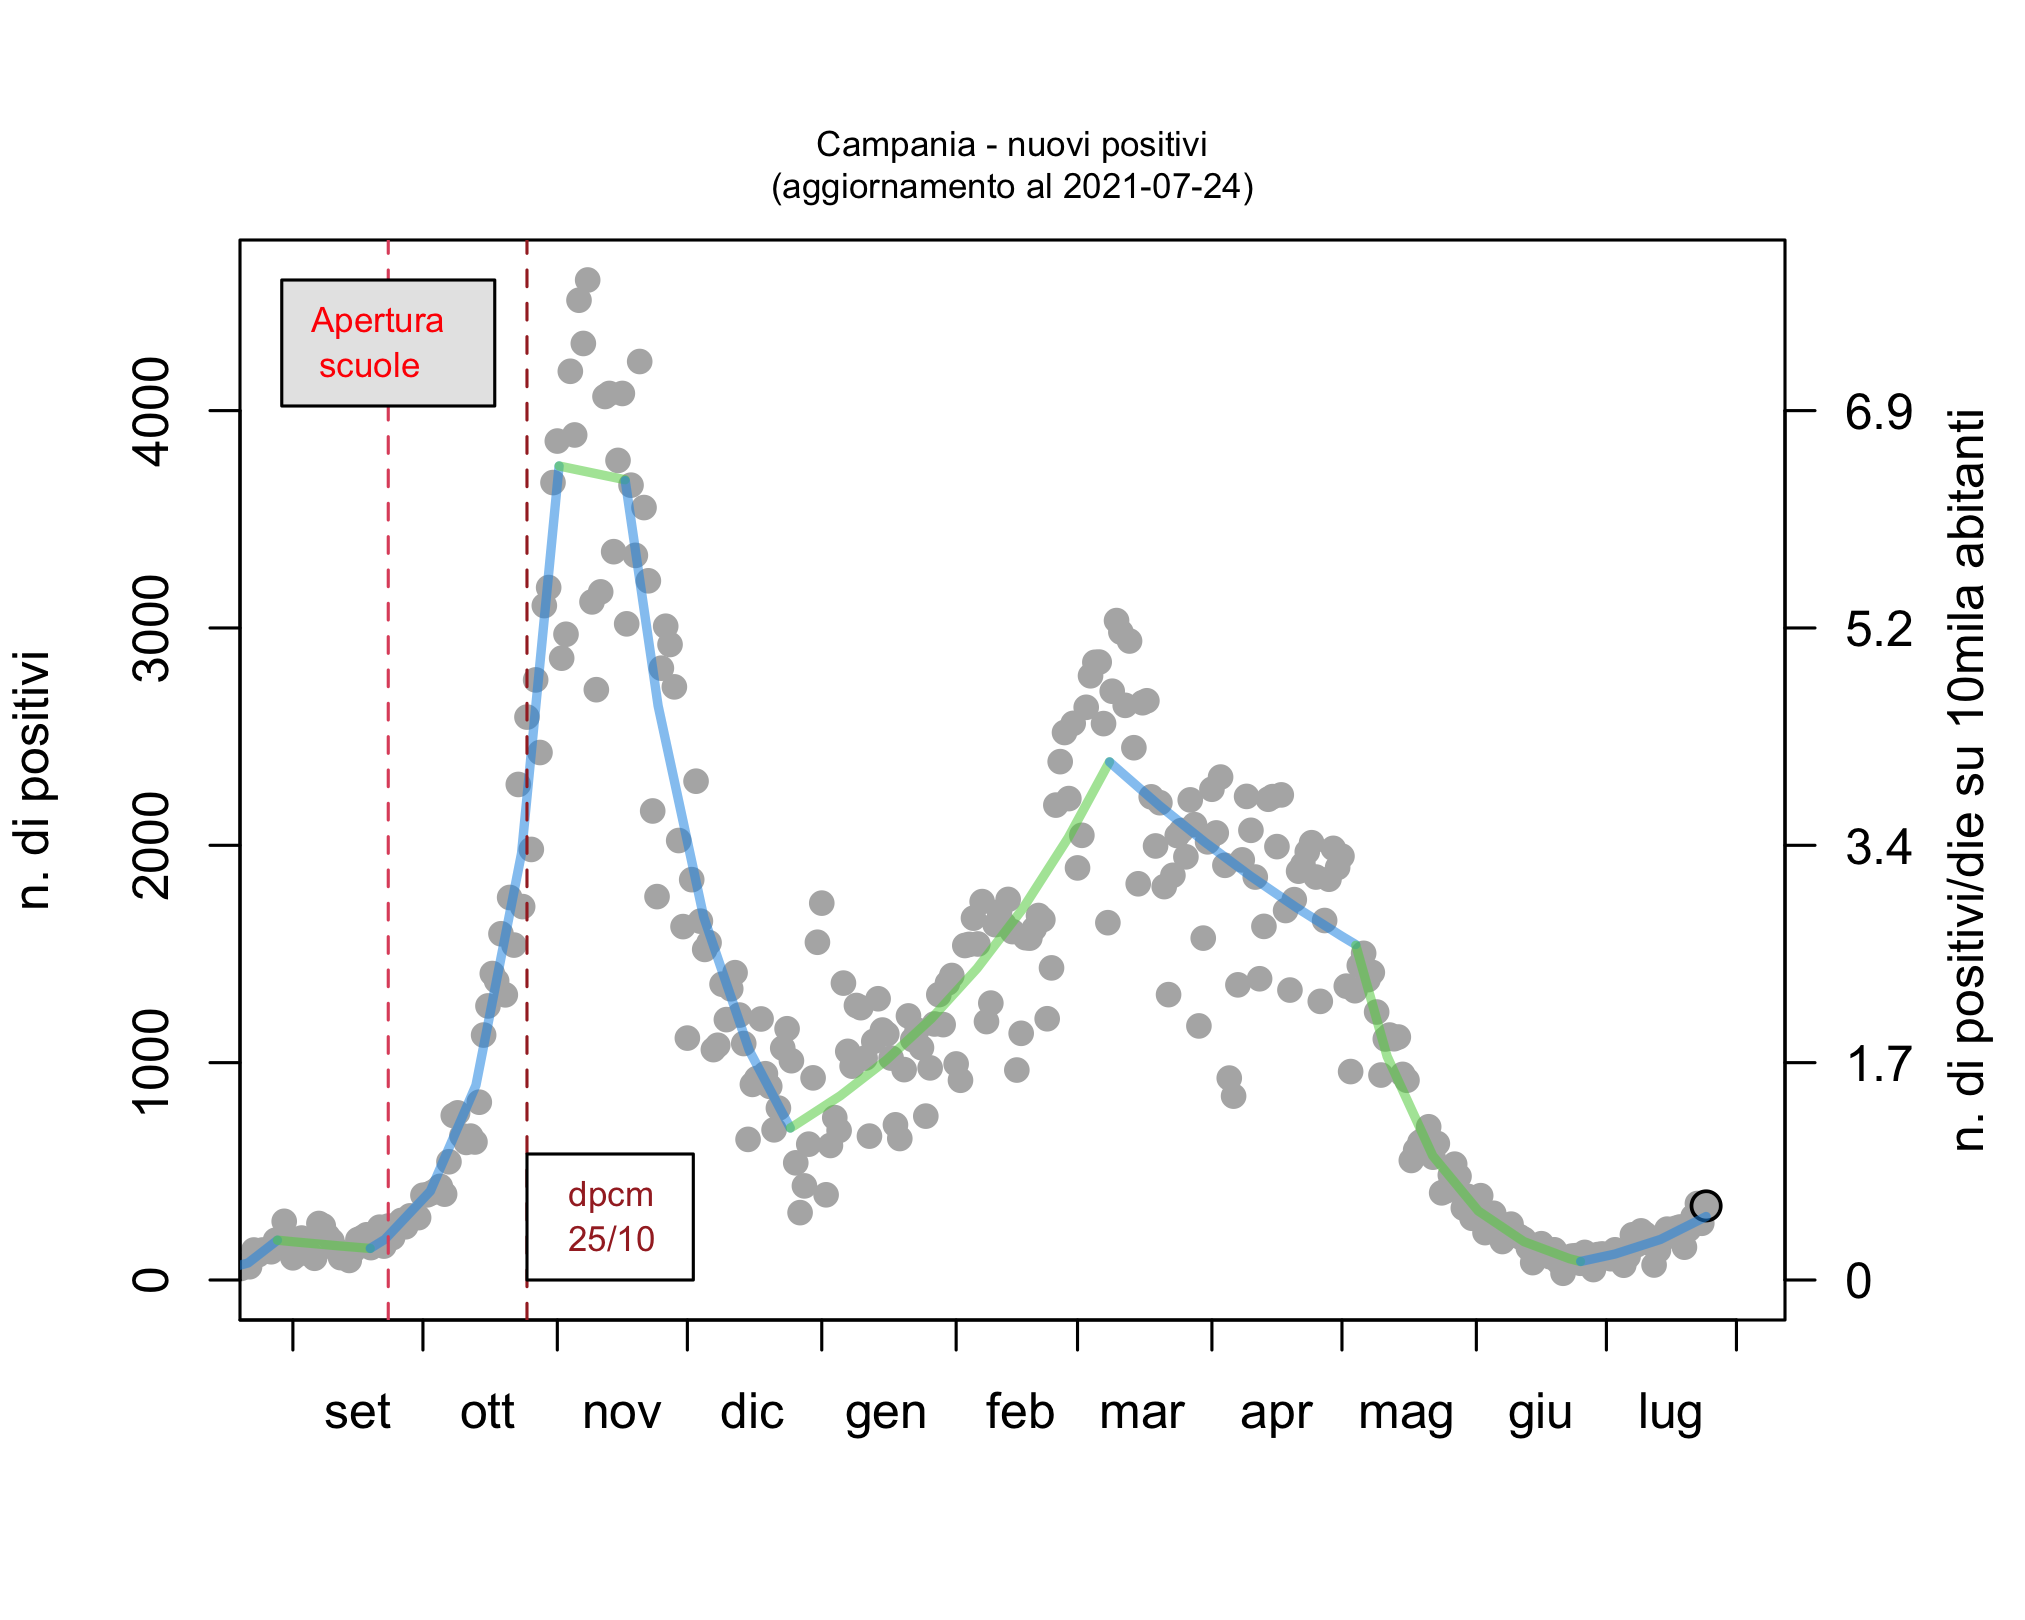 Campania - nuovi positivi
(aggiornamento al 2021-07-24)
Apertura
scuole
dpcm
25/10
n. di positivi
0
1000
2000
3000
4000
n. di positivi/die su 10mila abitanti
6.9
5.2
3.4
1.7
0
set ott nov dic gen feb mar apr mag giu lug